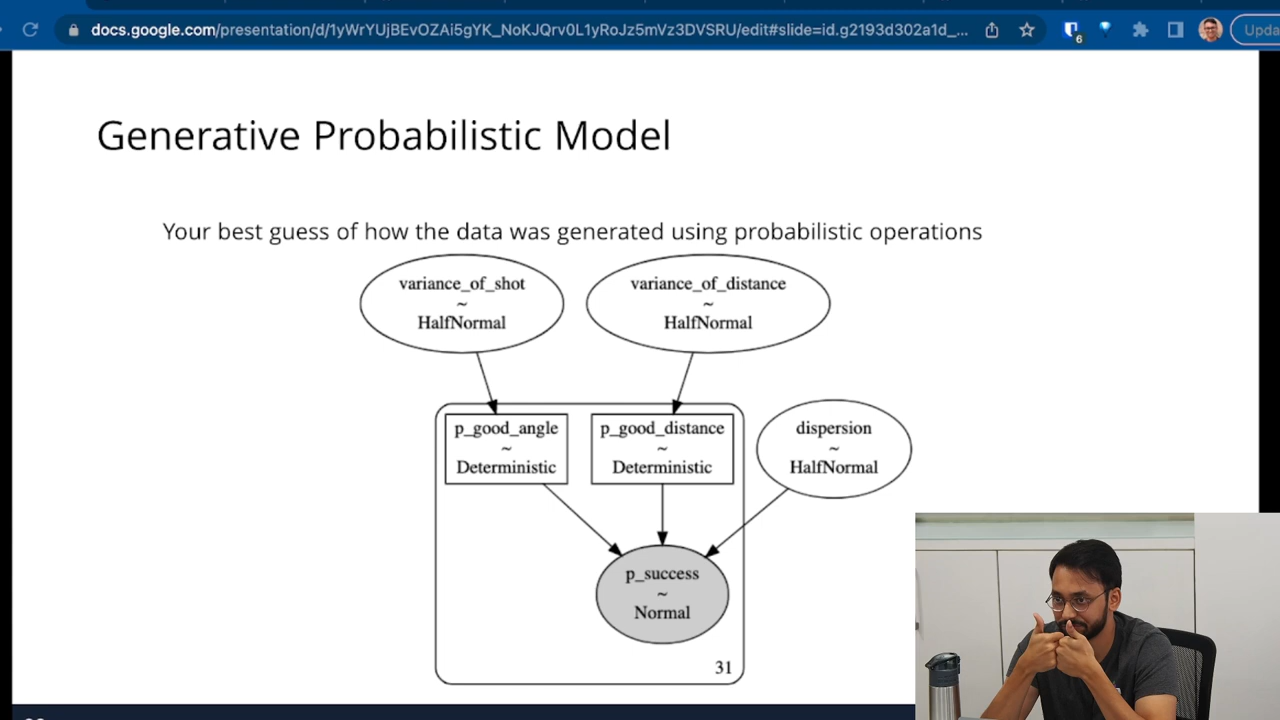 docs.google.com/presentation/d/1yWrYUjBEvOZAi5gYK_NoKJQrv0L1yRoJz5mVz3DVSRU/edit#slide=id.g2193d302a1d_...
6
Upda
Generative Probabilistic Model
Your best guess of how the data was generated using probabilistic operations
variance_of_shot
~
HalfNormal
variance_of_distance
~
HalfNormal
p_good_angle
~
Deterministic
p_good_distance
~
Deterministic
dispersion
~
HalfNormal
p_success
~
Normal
31